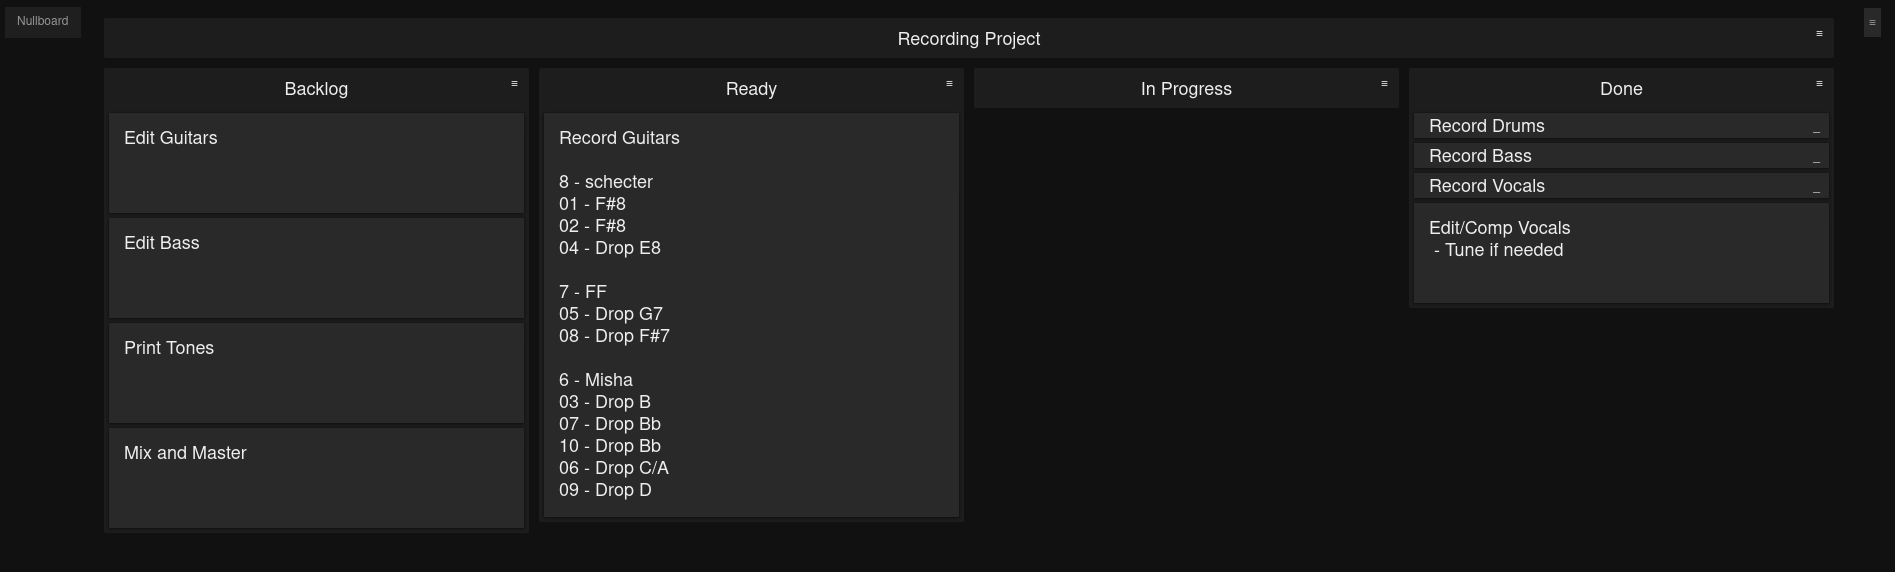 Nullboard
Recording Project
Backlog
Edit Guitars
Edit Bass
Print Tones
Mix and Master
Ready
Record Guitars
8 - schecter
01 - F#8
02 - F#8
04 - Drop E8
7 - FF
05 - Drop G7
08 - Drop F#7
6 - Misha
03 - Drop B
07 - Drop Bb
10 - Drop Bb
06 - Drop C/A
09 - Drop D
In Progress
Done
Record Drums
Record Bass
Record Vocals
Edit/Comp Vocals
- Tune if needed